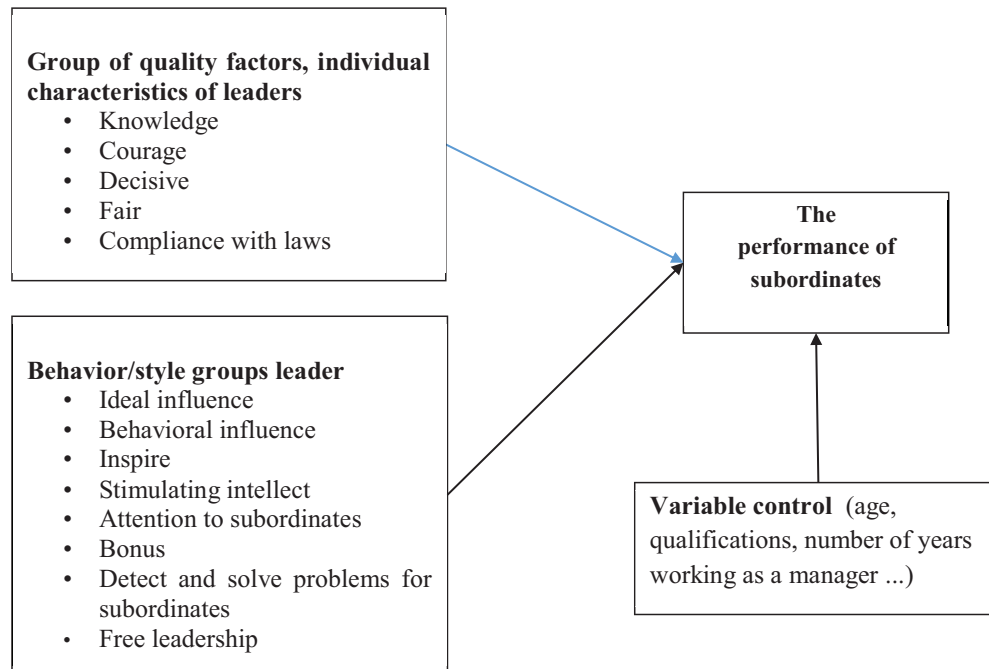 Group of quality factors, individual
characteristics of leaders
• Knowledge
• Courage
• Decisive
• Fair
• Compliance with laws
Behavior/style groups leader
• Ideal influence
• Behavioral influence
• Inspire
• Stimulating intellect
• Attention to subordinates
• Bonus
• Detect and solve problems for
subordinates
• Free leadership
The
performance of
subordinates
Variable control (age,
qualifications, number of years
working as a manager ...)